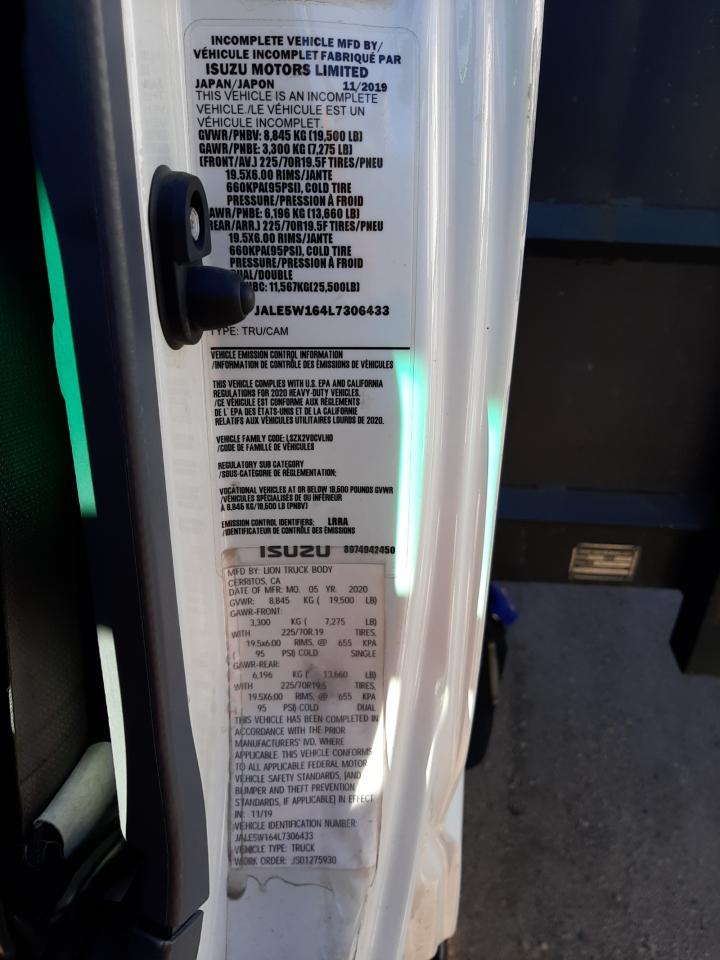 INCOMPLETE VEHICLE MFD BY/
VÉHICULE INCOMPLET FABRIQUÉ PAR
ISUZU MOTORS LIMITED
JAPAN/JAPON 11/2019
THIS VEHICLE IS AN INCOMPLETE
VEHICLE./LE VÉHICULE EST UN
VÉHICULE INCOMPLET.
GVWR/PNBV: 8,845 KG (19,500 LB)
GAWR/PNBE: 3,300 KG (7,275 LB)
(FRONT/AV.) 225/70R19.5F TIRES/PNEU
19.5X6.00 RIMS/JANTE
660KPA(95PSI), COLD TIRE
PRESSURE/PRESSION À FROID
AWR/PNBE: 6,196 KG (13,660 LB)
REAR/ARR.) 225/70R19.5F TIRES/PNEU
19.5X6.00 RIMS/JANTE
660KPA(95PSI), COLD TIRE
PRESSURE/PRESSION À FROID
UAL/DOUBLE
NBC: 11,567KG(25,500LB)
JALE5W164L7306433
TYPE: TRU/CAM
VEHICLE EMISSION CONTROL INFORMATION
/INFORMATION DE CONTRÔLE DES ÉMISSIONS DE VÉHICULES
THIS VEHICLE COMPLIES WITH U.S. EPA AND CALIFORNIA
REGULATIONS FOR 2020 HEAVY-DUTY VEHICLES.
/CE VÉHICULE EST CONFORME AUX RÈGLEMENTS
DE L' EPA DES ÉTATS-UNIS ET DE LA CALIFORNIE
RELATIFS AUX VÉHICULES UTILITAIRES LOURDS DE 2020.
VEHICLE FAMILY CODE: LSZX2VOCVLHD
/CODE DE FAMILLE DE VÉHICULES
REGULATORY SUB CATEGORY
/SOUS-CATÉGORIE DE RÉGLEMENTATION;
VOCATIONAL VEHICLES AT OR BELOW 19,500 POUNDS GVWR
/VÉHICULES SPÉCIALISÉS DE OU INFÉRIEUR
À 8,845 KG/19,500 LB (PNBV)
EMISSION CONTROL IDENTIFIERS: LRRA
/IDENTIFICATEUR DE CONTRÔLE DES ÉMISSIONS
ISUZU 8974942450
MFD BY: LION TRUCK BODY
CERRITOS, CA
DATE OF MFR: MO. 05 YR. 2020
GVWR: 8,845 KG ( 19,500 LB)
GAWR-FRONT:
3,300 KG ( 7,275 LB)
WITH 225/70R.19 TIRES,
19.5x6.00 RIMS, @ 655 KPA
( 95 PSI) COLD SINGLE
GAWR-REAR:
6,196 KG ( 13,660 LB)
WITH 225/70R19.5 TIRES,
19.5X6.00 RIMS, @ 655 KPA
95 PSI) COLD DUAL
THIS VEHICLE HAS BEEN COMPLETED IN
ACCORDANCE WITH THE PRIOR
MANUFACTURERS' IVD, WHERE
APPLICABLE. THIS VEHICLE CONFORMS
TO ALL APPLICABLE FEDERAL MOTOR
VEHICLE SAFETY STANDARDS, [AND
BUMPER AND THEFT PREVENTION
STANDARDS, IF APPLICABLE] IN EFFECT
IN: 11/19
VEHICLE IDENTIFICATION NUMBER:
JALE5W164L7306433
VEHICLE TYPE: TRUCK
WORK ORDER: JS01275930